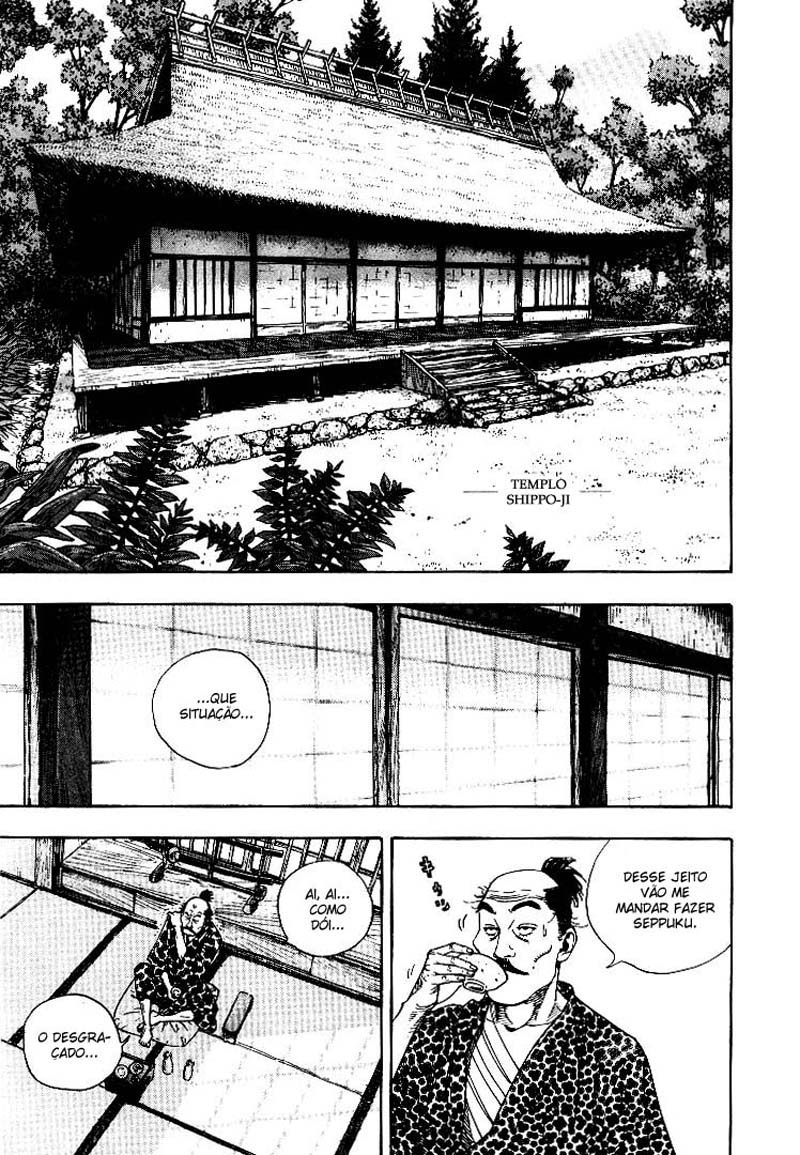 TEMPLO
SHIPPO-JI
...QUE
SITUAÇÃO...
DESSE JEITO
VÃO ME
MANDAR FAZER
SEPPUKU.
AI, AI...
COMO
DÓI...
O DESGRA-
ÇADO...